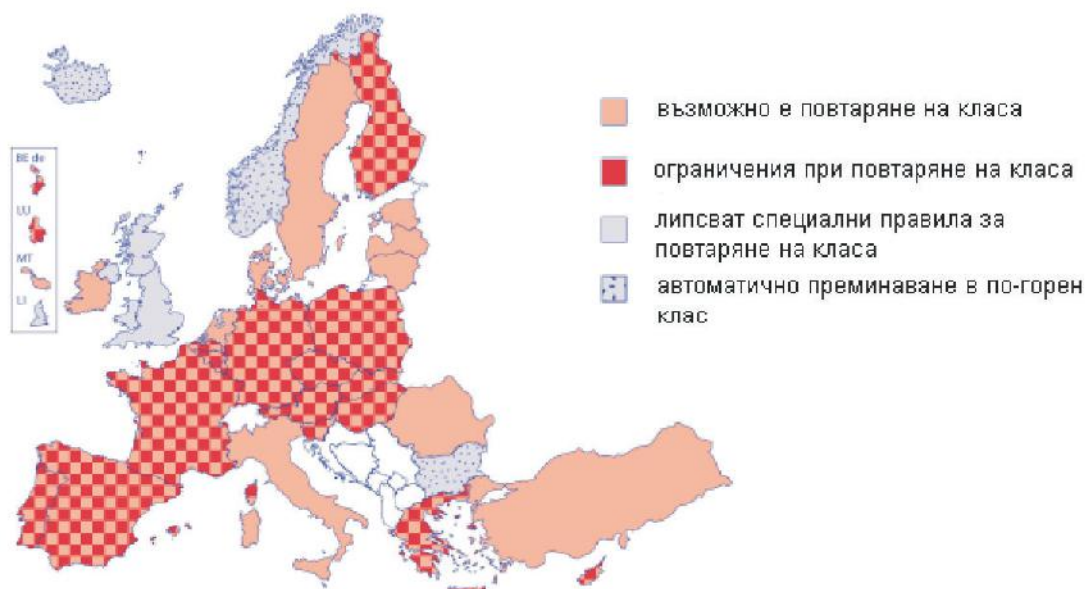 BE de
LU
MT
LI
възможно е повтаряне на класа
ограничения при повтаряне на класа
липсват специални правила за
повтаряне на класа
автоматично преминаване в по-горен
клас